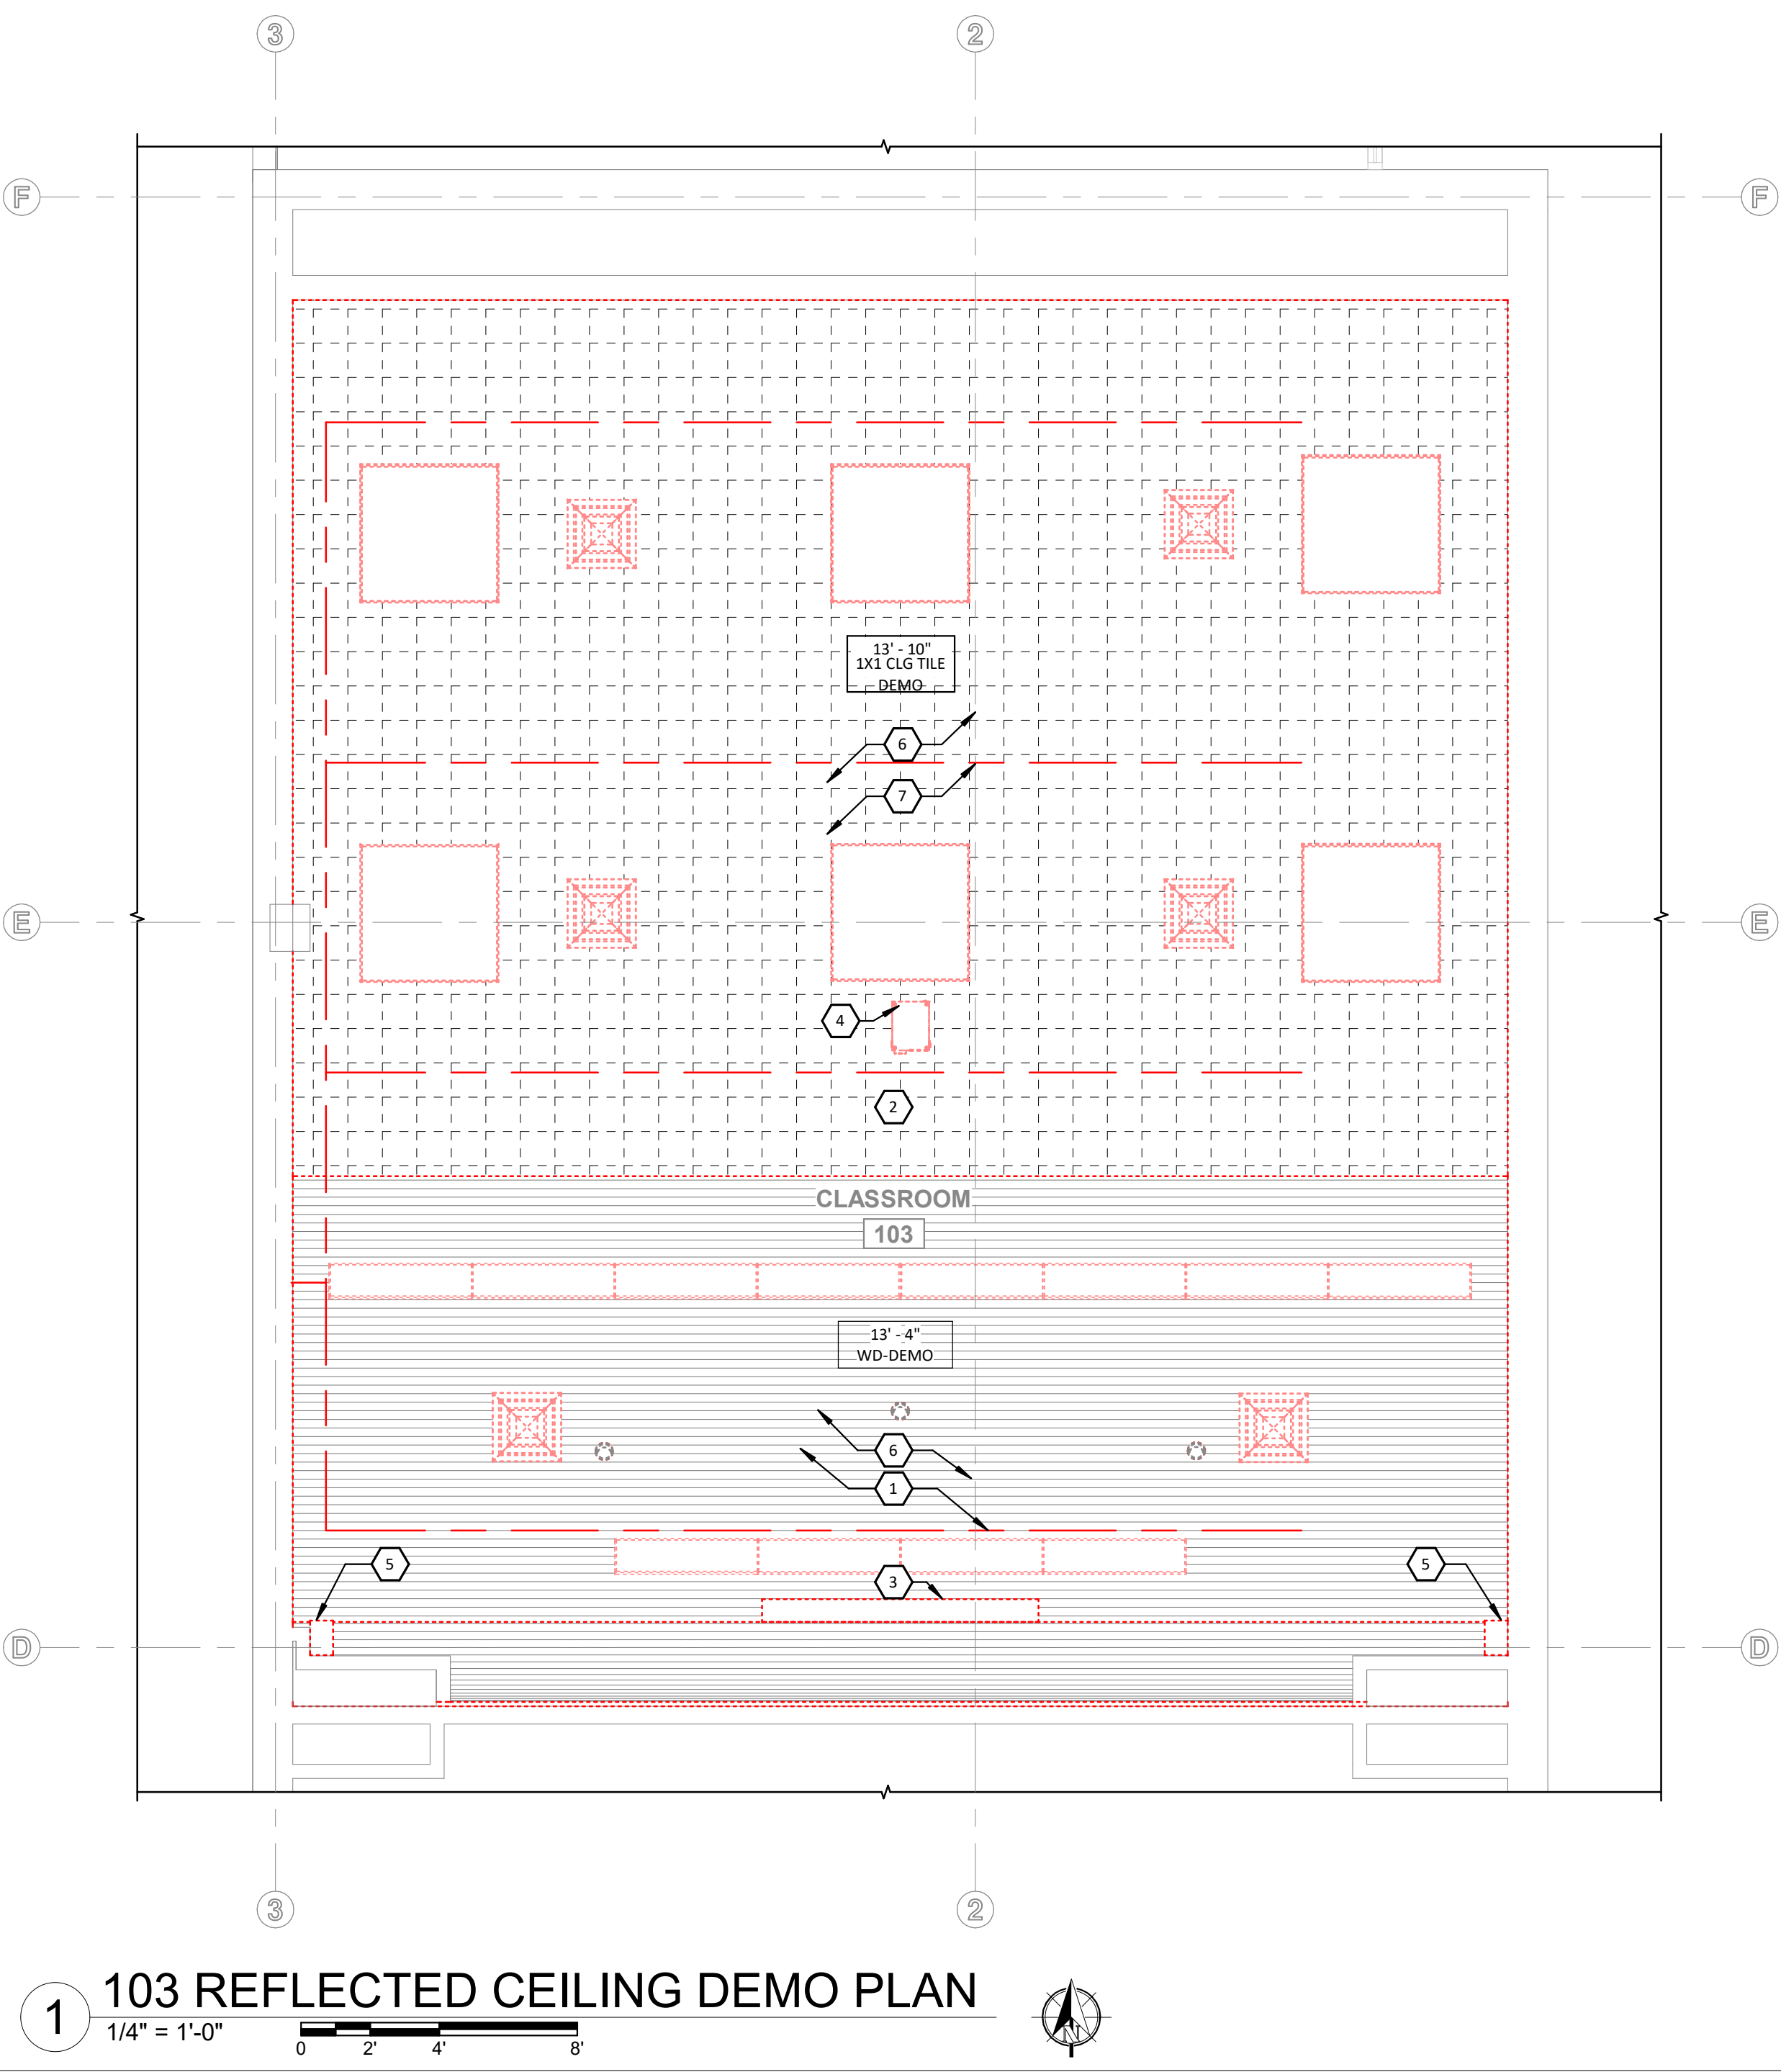 3
2
F
F
13' - 10"
1X1 CLG TILE
DEMO
6
7
E
E
4
2
CLASSROOM
103
13' - 4"
WD-DEMO
6
1
5
5
3
D
D
3
2
1
103 REFLECTED CEILING DEMO PLAN
1/4" = 1'-0"
0 2' 4' 8'
N